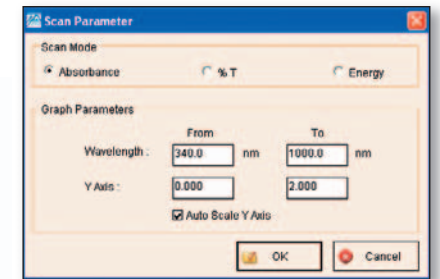 Scan Parameter
Scan Mode
Absorbance % T Energy
Graph Parameters
From To
Wavelength : 340.0 nm 1000.0 nm
Y Axis : 0.000 2.000
Auto Scale Y Axis
OK Cancel